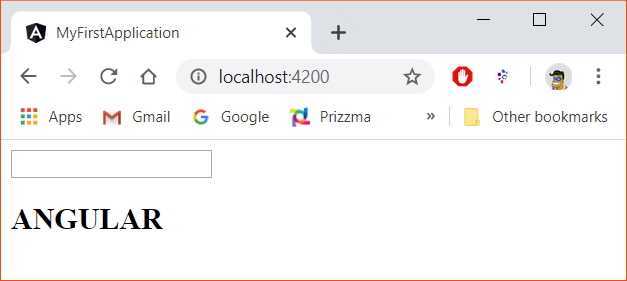 MyFirstApplication
localhost:4200
Apps Gmail Google Prizzma » Other bookmarks
ANGULAR